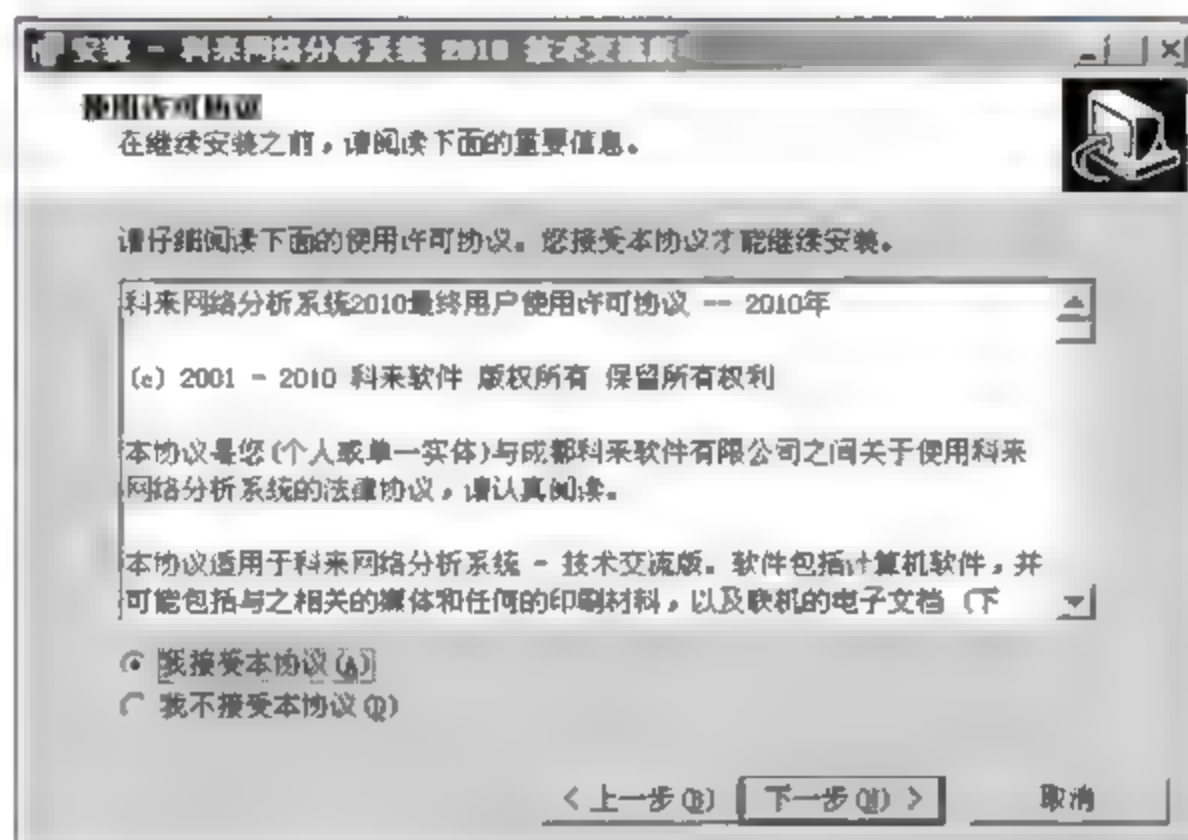 安装 - 科来网络分析系统 2010 技术交流版
使用许可协议
在继续安装之前,请阅读下面的重要信息。
请仔细阅读下面的使用许可协议。您接受本协议才能继续安装。
科来网络分析系统2010最终用户使用许可协议 -- 2010年
(c) 2001 - 2010 科来软件 版权所有 保留所有权利
本协议是您(个人或单一实体)与成都科来软件有限公司之间关于使用科来
网络分析系统的法律协议,请认真阅读。
本协议适用于科来网络分析系统 - 技术交流版。软件包括计算机软件,并
可能包括与之相关的媒体和任何的印刷材料,以及联机的电子文档 (下
我接受本协议(A)
我不接受本协议(D)
< 上一步(B)
下一步(N) >
取消